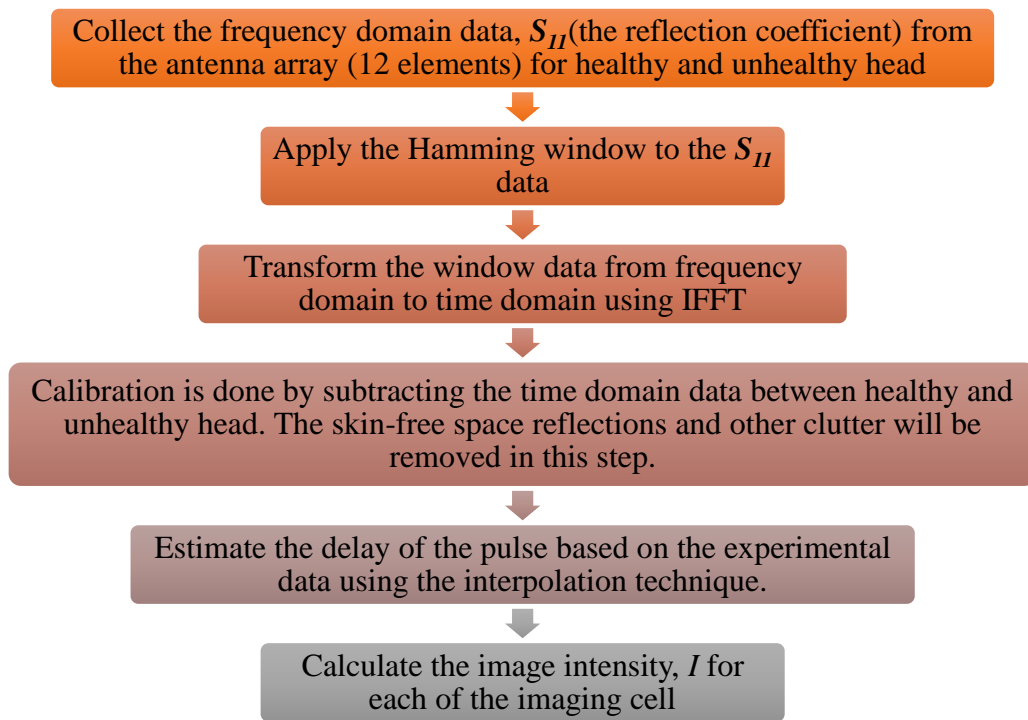 Collect the frequency domain data, S11(the reflection coefficient) from
the antenna array (12 elements) for healthy and unhealthy head
Apply the Hamming window to the S11
data
Transform the window data from frequency
domain to time domain using IFFT
Calibration is done by subtracting the time domain data between healthy and
unhealthy head. The skin-free space reflections and other clutter will be
removed in this step.
Estimate the delay of the pulse based on the experimental
data using the interpolation technique.
Calculate the image intensity, I for
each of the imaging cell